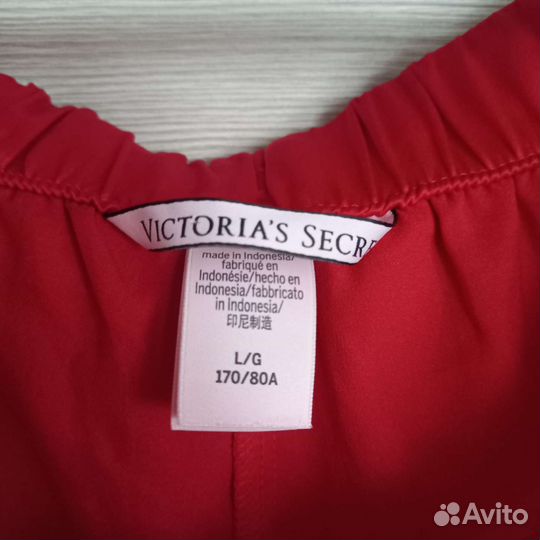 VICTORIA'S SECRE
made in Indonesia/
fabriqué en
Indonésie/hecho en
Indonesia/fabbricato
in Indonesia/
印尼制造
L/G
170/80A
Avito